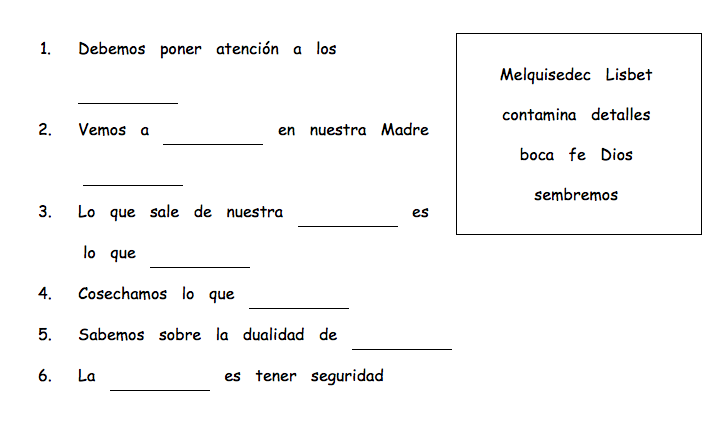 1. Debemos poner atención a los
__________
2. Vemos a __________ en nuestra Madre
__________
3. Lo que sale de nuestra __________ es
lo que __________
4. Cosechamos lo que __________
5. Sabemos sobre la dualidad de __________
6. La __________ es tener seguridad
Melquisedec Lisbet
contamina detalles
boca fe Dios
sembremos